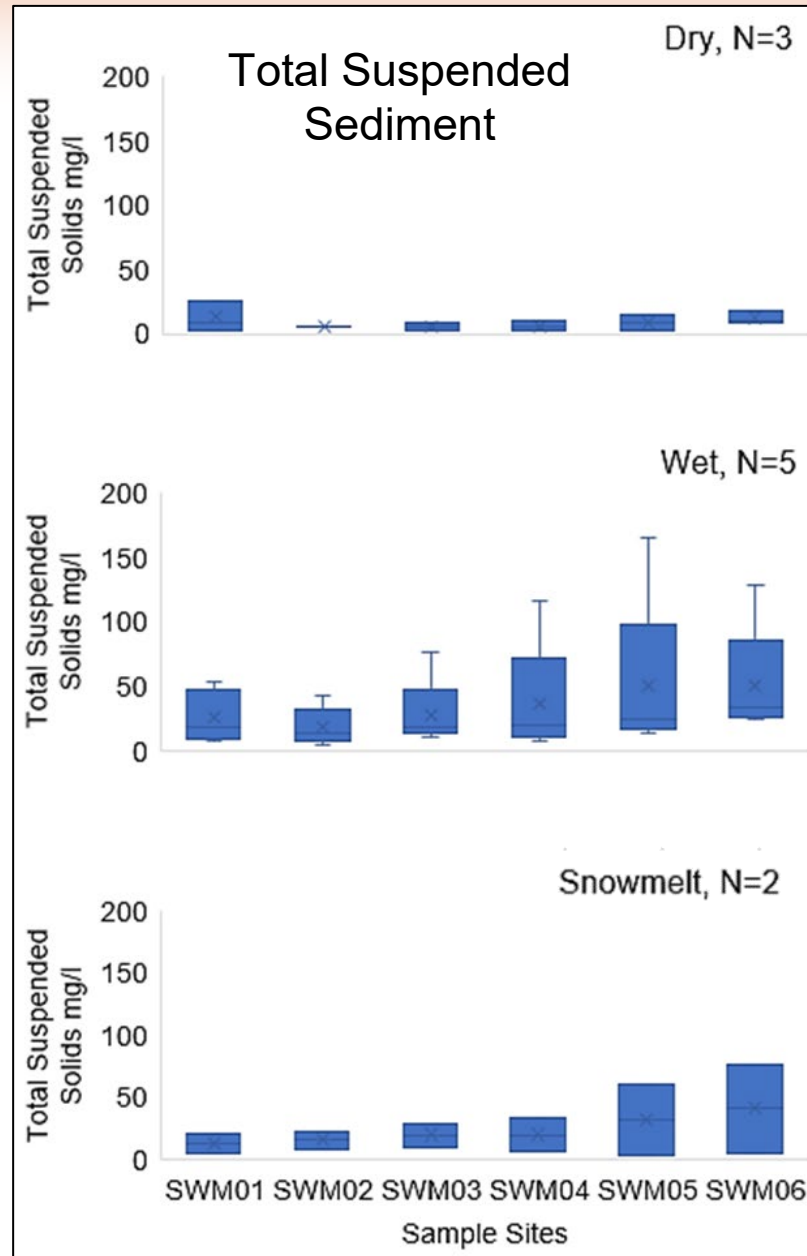 Dry, N=3
Total Suspended
Sediment
Total Suspended
Solids mg/l
200
150
100
50
0
Wet, N=5
Total Suspended
Solids mg/l
200
150
100
50
0
Snowmelt, N=2
Total Suspended
Solids mg/l
200
150
100
50
0
SWM01 SWM02 SWM03 SWM04 SWM05 SWM06
Sample Sites